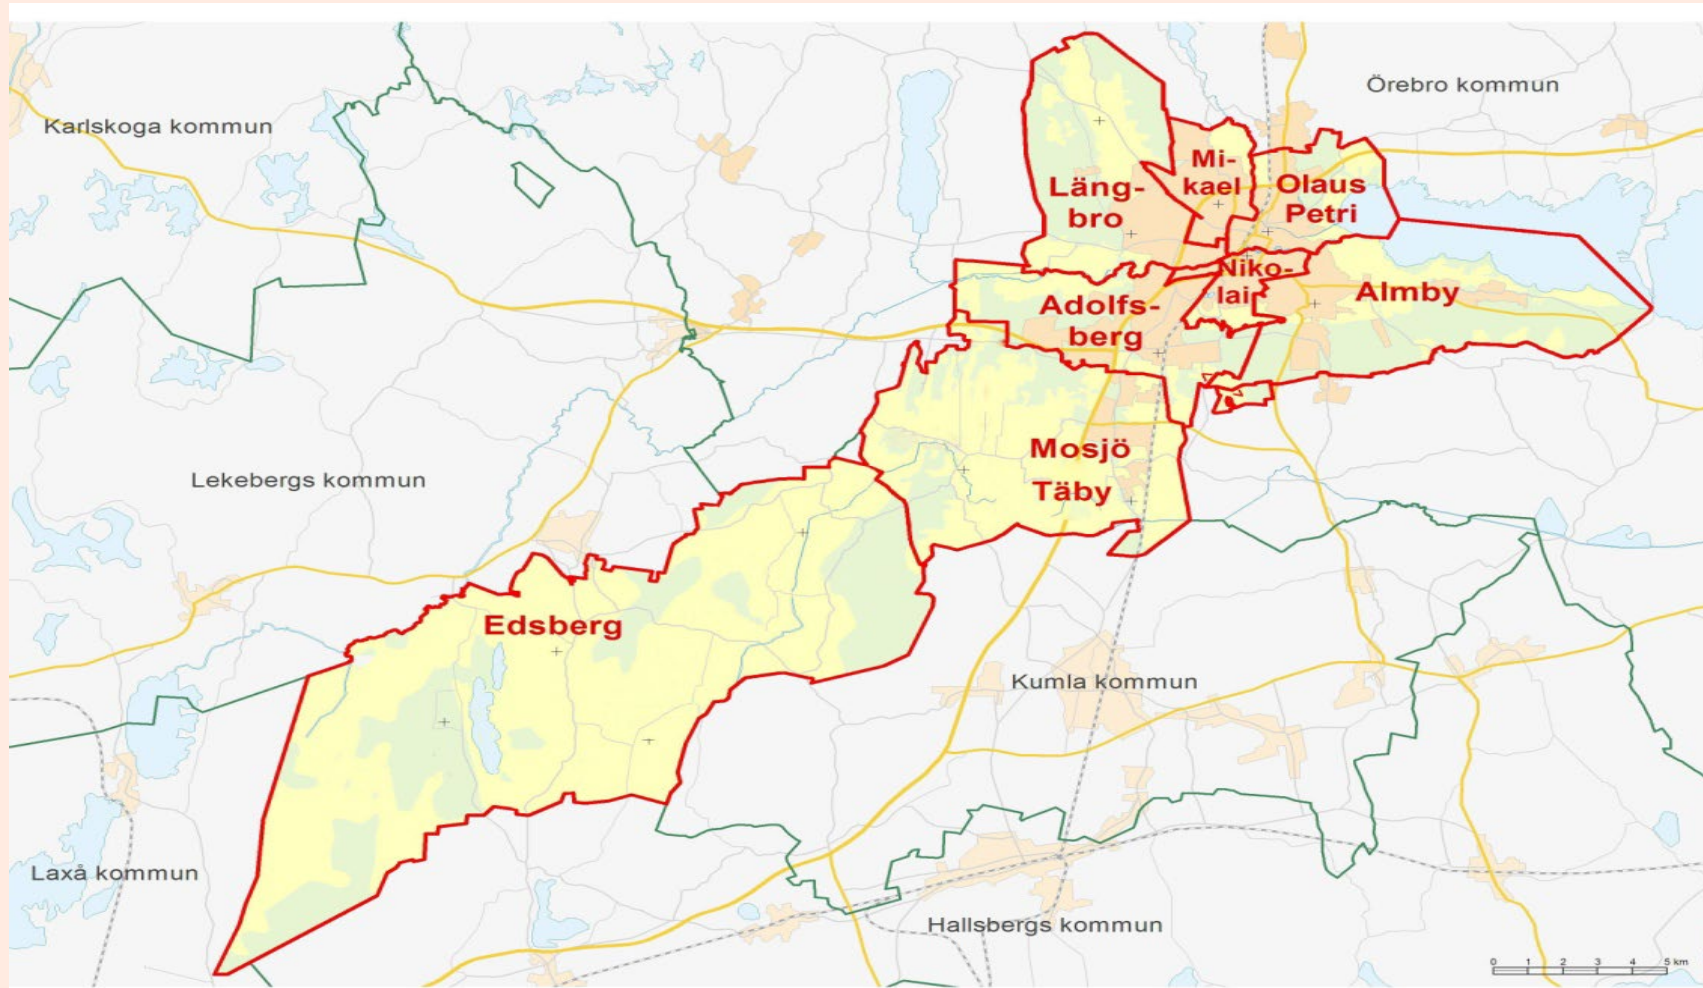 Örebro kommun
Karlskoga kommun
Mi-
kael
Läng-
bro
Olaus
Petri
Niko-
lai
Almby
Adolfs-
berg
Mosjö
Täby
Lekebergs kommun
Edsberg
Kumla kommun
Laxå kommun
Hallsbergs kommun
0 1 2 3 4 5 km